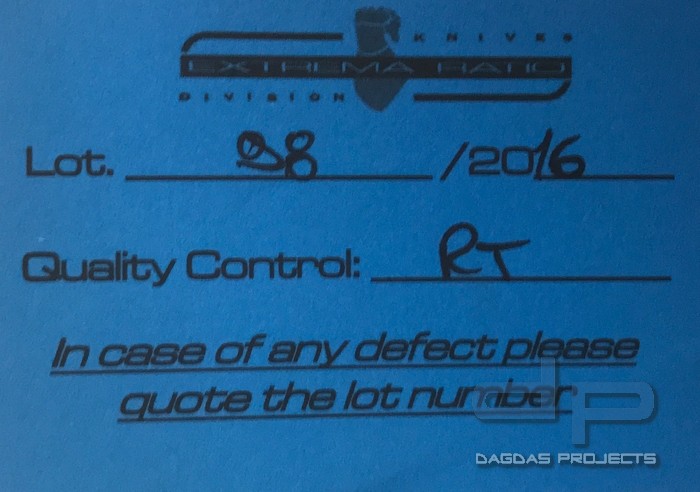 KNIVES
EXTREMA RATIO
DIVISION
Lot. 98 /2016
Quality Control: RT
In case of any defect please
quote the lot number
dp
DAGDAS PROJECTS